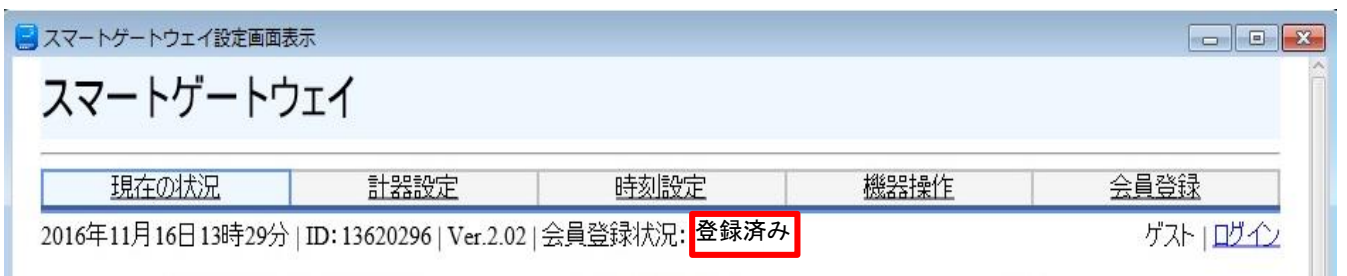 スマートゲートウェイ設定画面表示
スマートゲートウェイ
現在の状況 計器設定 時刻設定 機器操作 会員登録
2016年11月16日13時29分 | ID: 13620296 | Ver.2.02 | 会員登録状況: 登録済み ゲスト | ログイン